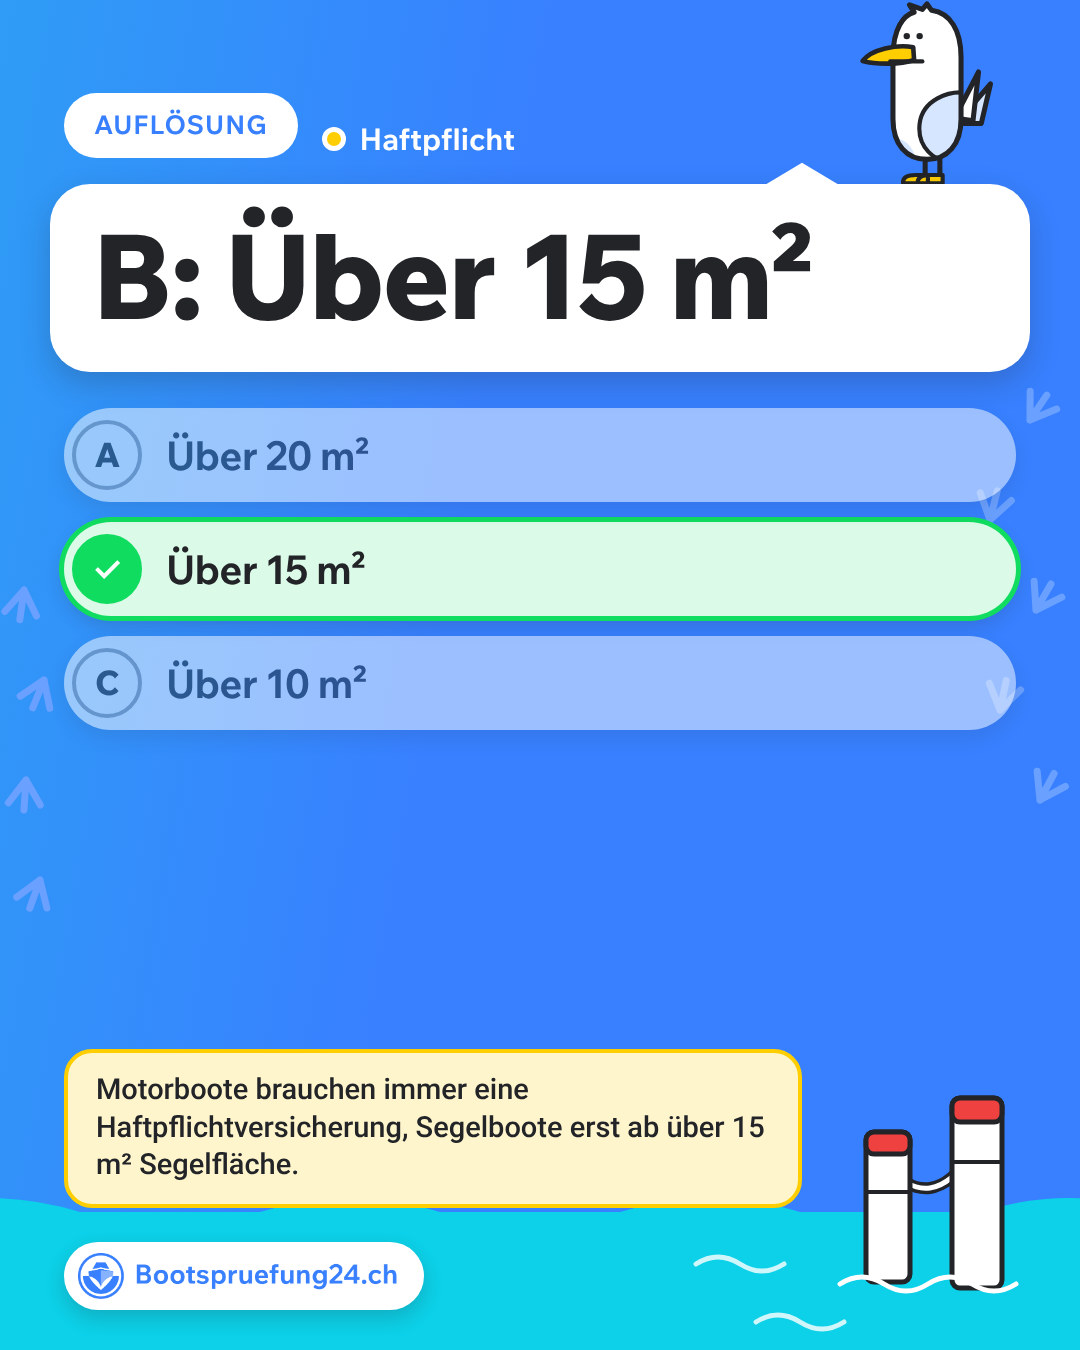 AUFLÖSUNG
Haftpflicht
B: Über 15 m²
A Über 20 m²
Über 15 m²
C Über 10 m²
Motorboote brauchen immer eine
Haftpflichtversicherung, Segelboote erst ab über 15
m² Segelfläche.
Bootspruefung24.ch